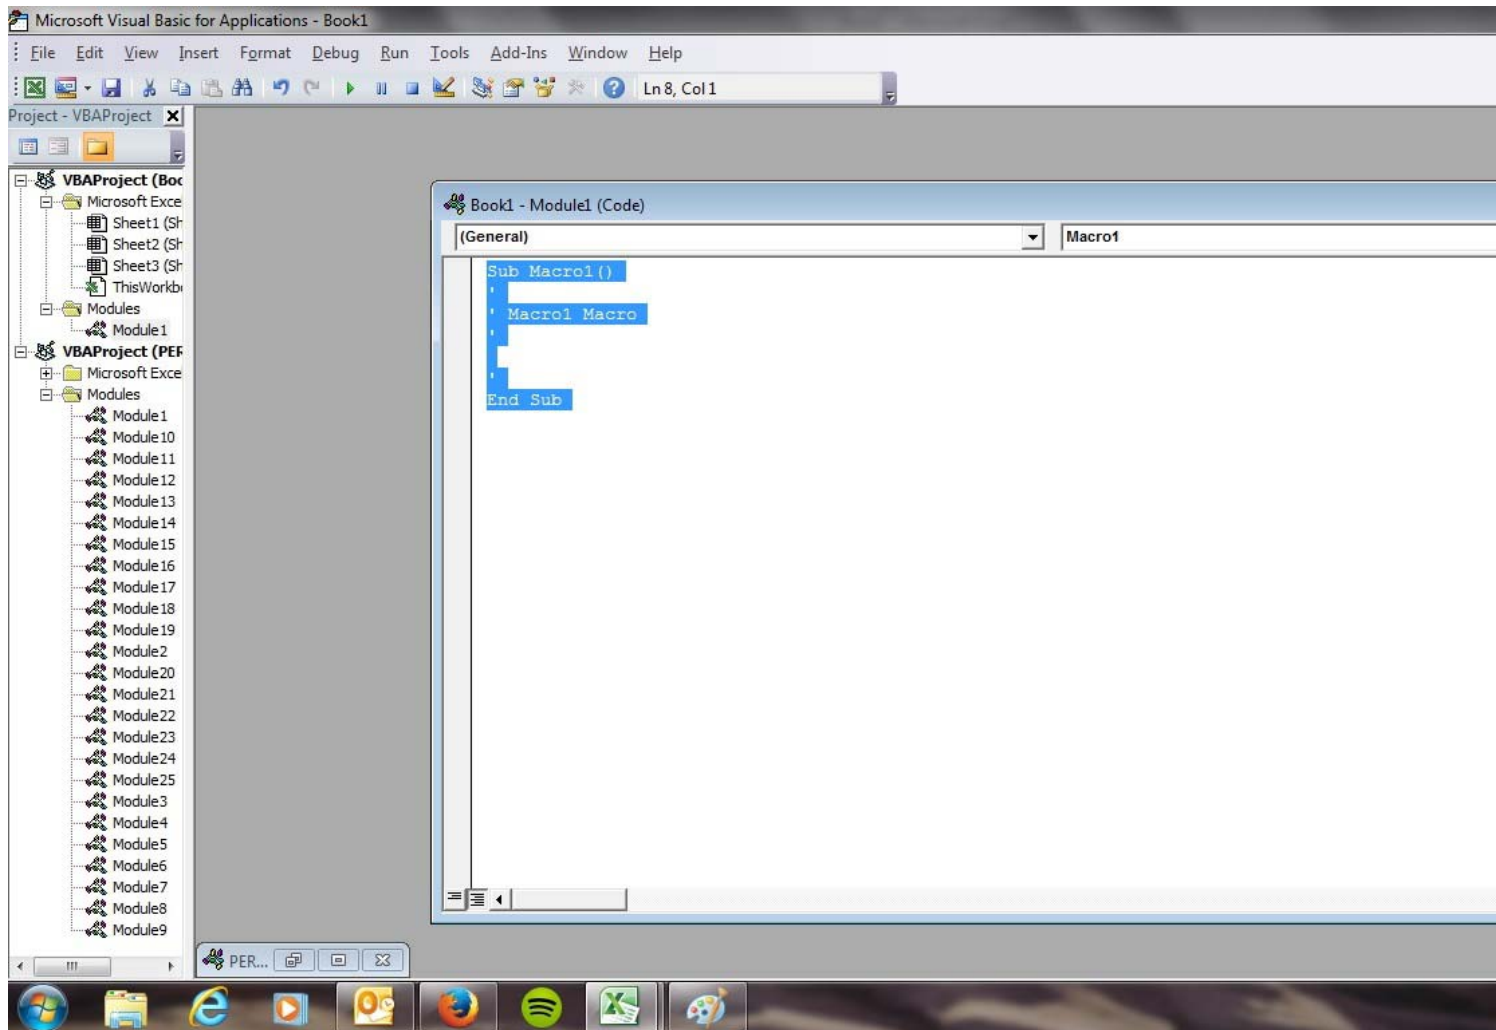 Microsoft Visual Basic for Applications - Book1
File Edit View Insert Format Debug Run Tools Add-Ins Window Help
Ln 8, Col 1
Project - VBAProject
VBAProject (Boo
Microsoft Exce
Sheet1 (Sh
Sheet2 (Sh
Sheet3 (Sh
ThisWorkbo
Modules
Module1
VBAProject (PER
Microsoft Exce
Modules
Module1
Module10
Module11
Module12
Module13
Module14
Module15
Module16
Module17
Module18
Module19
Module2
Module20
Module21
Module22
Module23
Module24
Module25
Module3
Module4
Module5
Module6
Module7
Module8
Module9
Book1 - Module1 (Code)
(General) Macro1
Sub Macro1()
'
' Macro1 Macro
'
'
End Sub
PER...